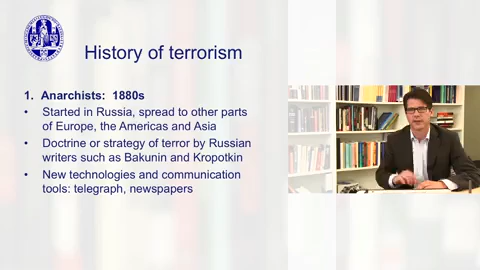 History of terrorism
1. Anarchists: 1880s
• Started in Russia, spread to other parts
of Europe, the Americas and Asia
• Doctrine or strategy of terror by Russian
writers such as Bakunin and Kropotkin
• New technologies and communication
tools: telegraph, newspapers